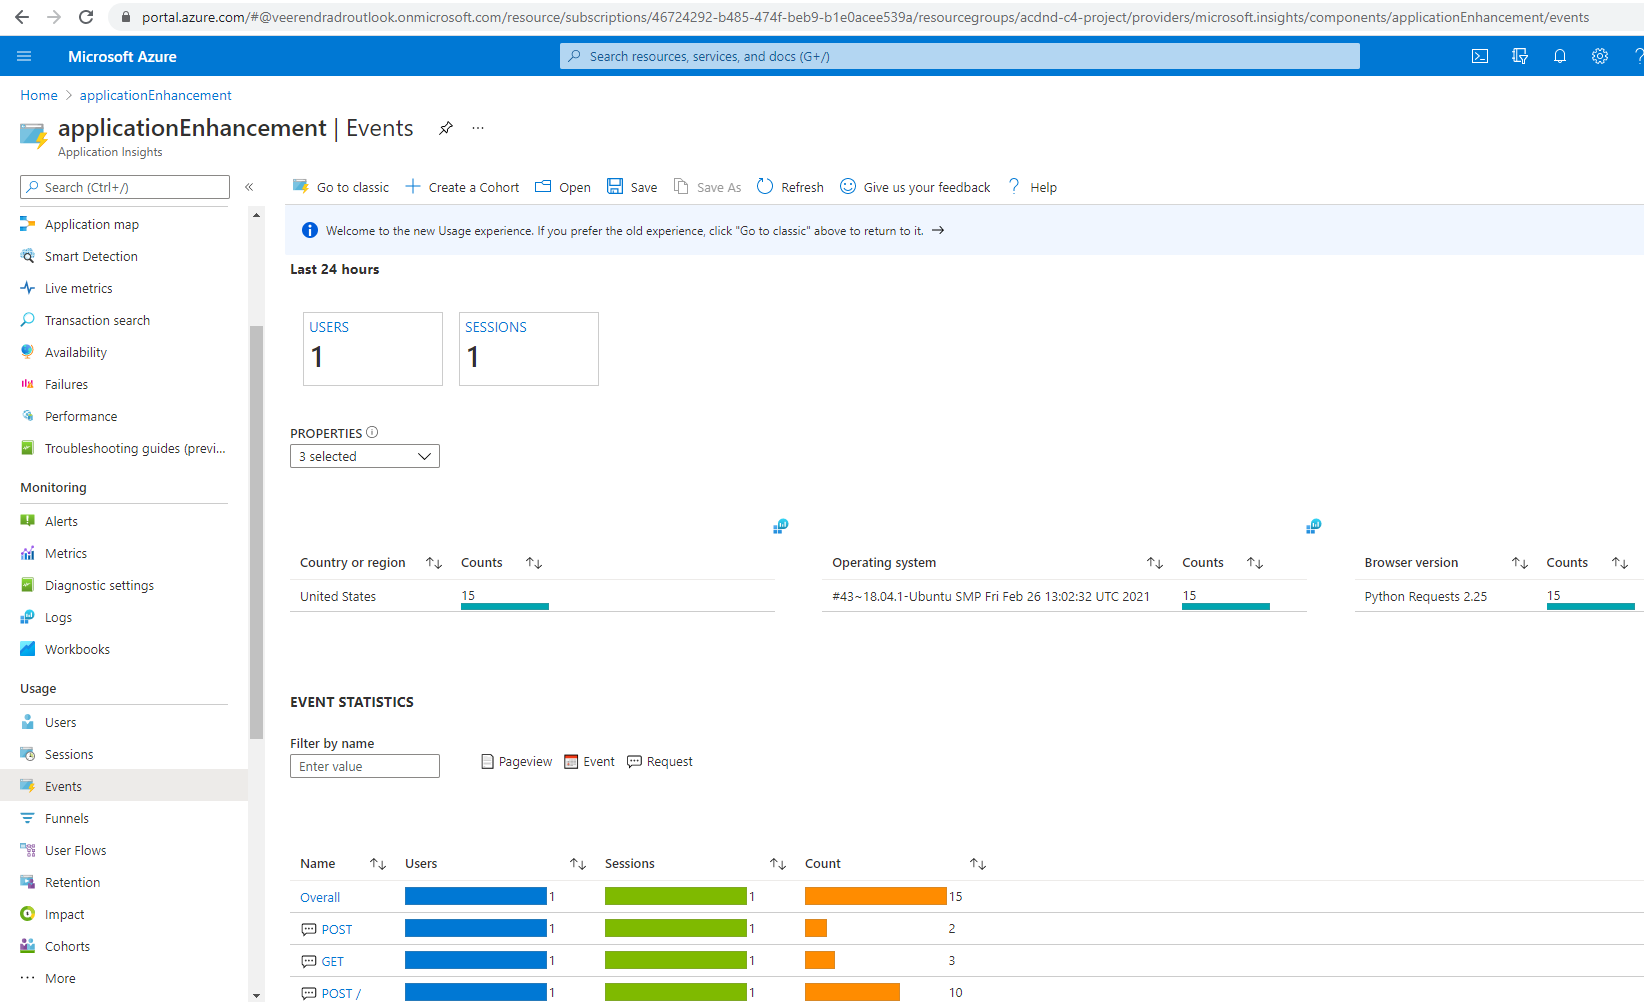 portal.azure.com/#@veerendradroutlook.onmicrosoft.com/resource/subscriptions/46724292-b485-474f-beb9-b1e0acee539a/resourcegroups/acdnd-c4-project/providers/microsoft.insights/components/applicationEnhancement/events
Microsoft Azure
Search resources, services, and docs (G+/)
Home > applicationEnhancement
applicationEnhancement | Events ...
Application Insights
Search (Ctrl+/)
«
Go to classic
Create a Cohort
Open
Save
Save As
Refresh
Give us your feedback
? Help
Application map
Smart Detection
Live metrics
Transaction search
Availability
Failures
Performance
Troubleshooting guides (previ...
Monitoring
Alerts
Metrics
Diagnostic settings
Logs
Workbooks
Usage
Users
Sessions
Events
Funnels
User Flows
Retention
Impact
Cohorts
... More
Welcome to the new Usage experience. If you prefer the old experience, click "Go to classic" above to return to it. →
Last 24 hours
USERS
1
SESSIONS
1
PROPERTIES
3 selected
Country or region ↑↓ Counts ↑↓
United States 15
Operating system ↑↓ Counts ↑↓
#43~18.04.1-Ubuntu SMP Fri Feb 26 13:02:32 UTC 2021 15
Browser version ↑↓ Counts ↑↓
Python Requests 2.25 15
EVENT STATISTICS
Filter by name
Enter value
Pageview
Event
Request
Name ↑↓ Users ↑↓ Sessions ↑↓ Count ↑↓
Overall 1 1 15
POST 1 1 2
GET 1 1 3
POST / 1 1 10